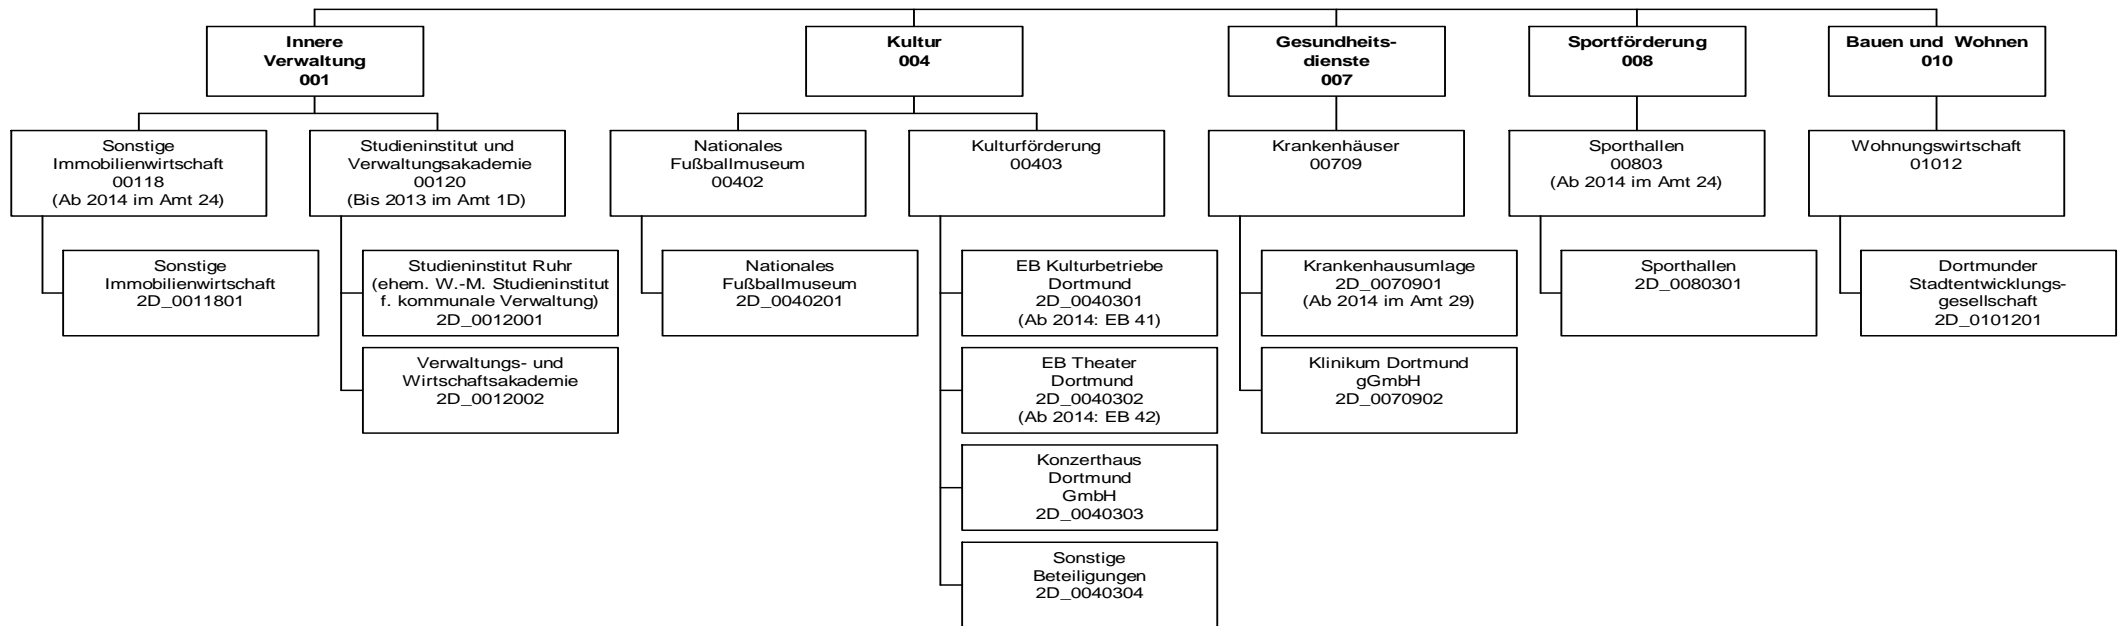 Innere
Verwaltung
001
Kultur
004
Gesundheits-
dienste
007
Sportförderung
008
Bauen und Wohnen
010
Sonstige
Immobilienwirtschaft
00118
(Ab 2014 im Amt 24)
Studieninstitut und
Verwaltungsakademie
00120
(Bis 2013 im Amt 1D)
Nationales
Fußballmuseum
00402
Kulturförderung
00403
Krankenhäuser
00709
Sporthallen
00803
(Ab 2014 im Amt 24)
Wohnungswirtschaft
01012
Sonstige
Immobilienwirtschaft
2D_0011801
Studieninstitut Ruhr
(ehem. W.-M. Studieninstitut
f. kommunale Verwaltung)
2D_0012001
Nationales
Fußballmuseum
2D_0040201
EB Kulturbetriebe
Dortmund
2D_0040301
(Ab 2014: EB 41)
Krankenhausumlage
2D_0070901
(Ab 2014 im Amt 29)
Sporthallen
2D_0080301
Dortmunder
Stadtentwicklungs-
gesellschaft
2D_0101201
Verwaltungs- und
Wirtschaftsakademie
2D_0012002
EB Theater
Dortmund
2D_0040302
(Ab 2014: EB 42)
Klinikum Dortmund
gGmbH
2D_0070902
Konzerthaus
Dortmund
GmbH
2D_0040303
Sonstige
Beteiligungen
2D_0040304